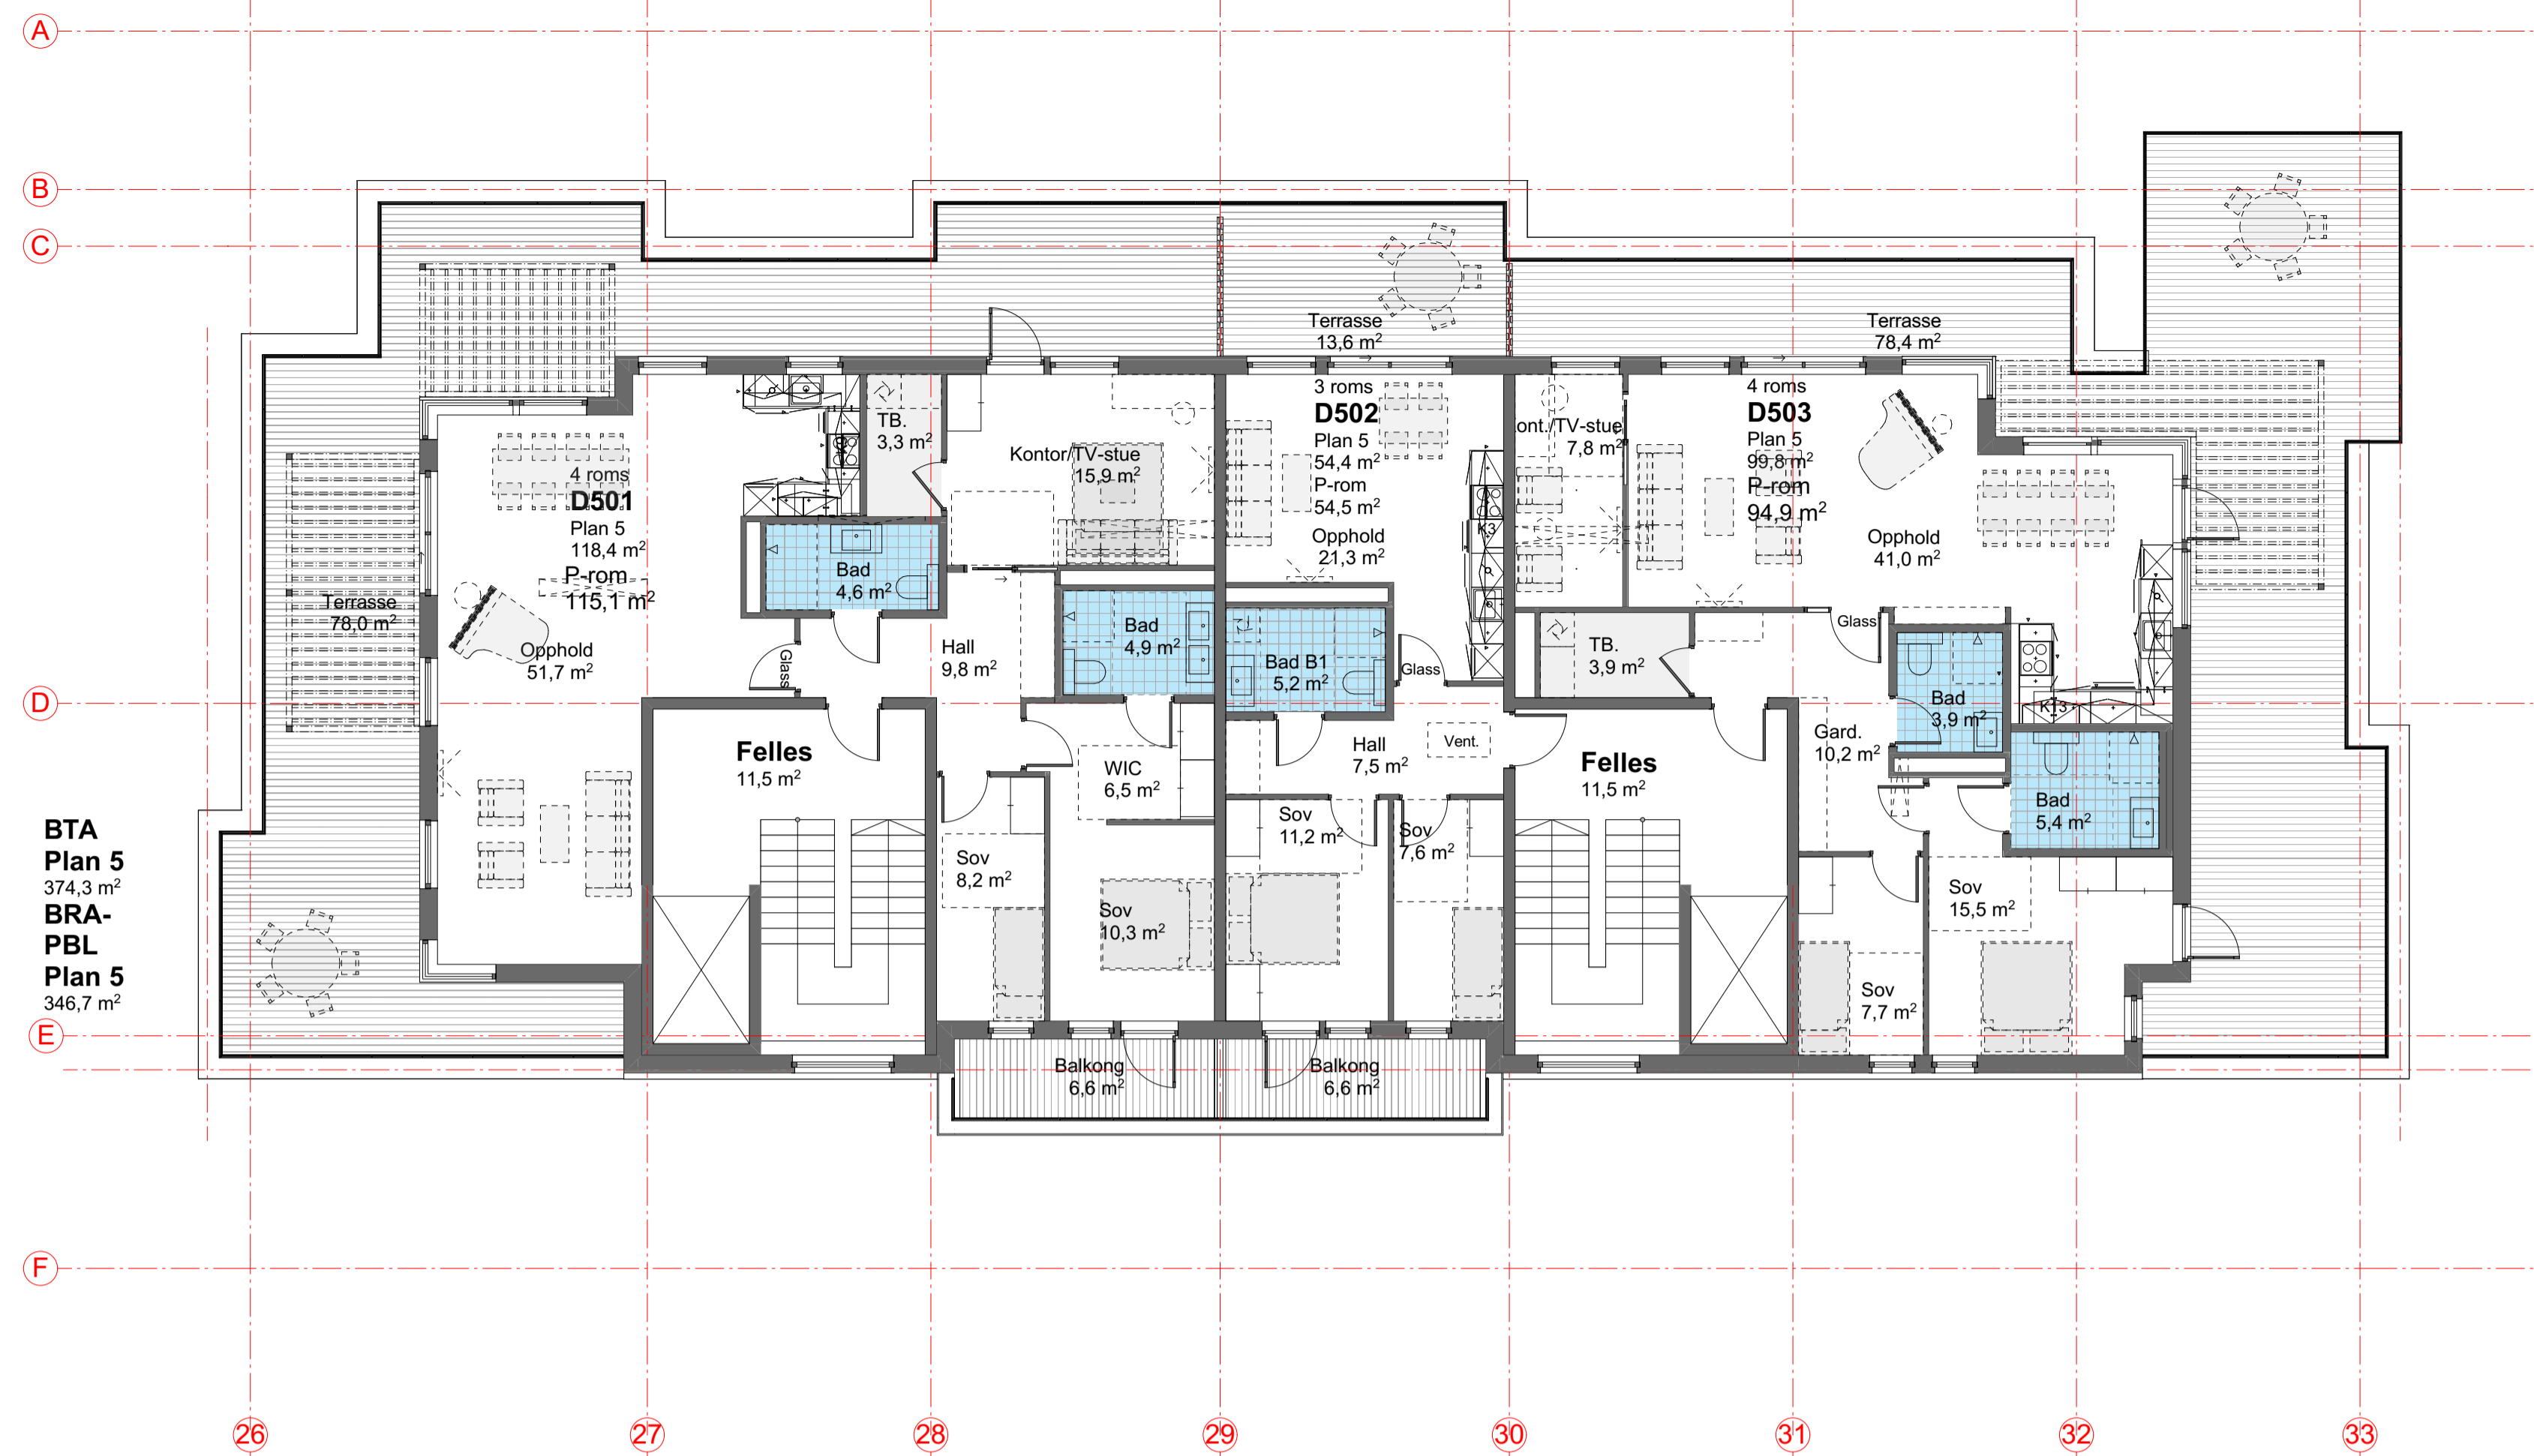 A
B
C
D
E
F
BTA
Plan 5
374,3 m²
BRA-
PBL
Plan 5
346,7 m²
4 roms
D501
Plan 5
118,4 m²
P-rom
115,1 m²
Terrasse
78,0 m²
Opphold
51,7 m²
TB.
3,3 m²
Kontor/TV-stue
15,9 m²
Bad
4,6 m²
Glass
Hall
9,8 m²
Bad
4,9 m²
Felles
11,5 m²
WIC
6,5 m²
Sov
8,2 m²
Sov
10,3 m²
Balkong
6,6 m²
Terrasse
13,6 m²
3 roms
D502
Plan 5
54,4 m²
P-rom
54,5 m²
Opphold
21,3 m²
K3
Bad B1
5,2 m²
Glass
Hall
7,5 m²
Vent.
Sov
11,2 m²
Sov
7,6 m²
Balkong
6,6 m²
Terrasse
78,4 m²
ont./TV-stue
7,8 m²
4 roms
D503
Plan 5
99,8 m²
P-rom
94,9 m²
Opphold
41,0 m²
Glass
TB.
3,9 m²
Bad
3,9 m²
K13
Gard.
10,2 m²
Felles
11,5 m²
Bad
5,4 m²
Sov
15,5 m²
Sov
7,7 m²
26
27
28
29
30
31
32
33